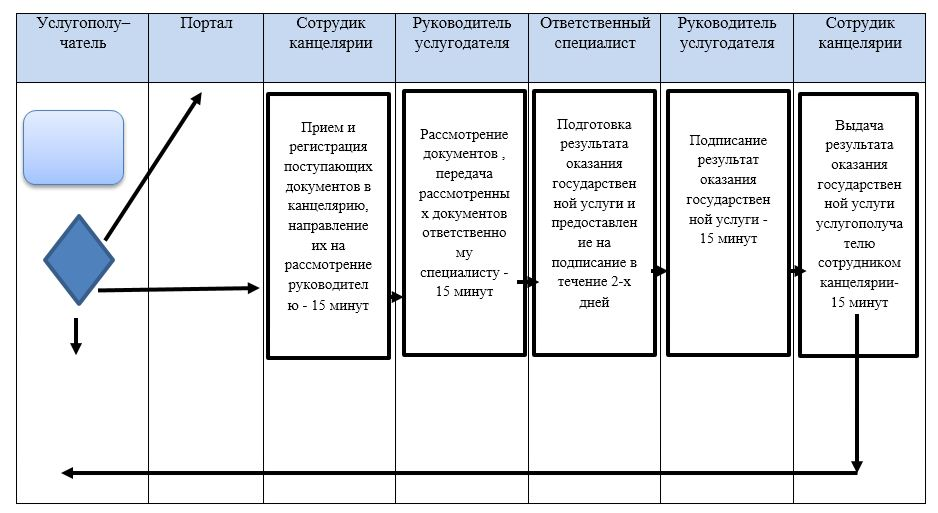 Услугополу–
чатель
Портал
Сотрудик
канцелярии
Руководитель
услугодателя
Ответственный
специалист
Руководитель
услугодателя
Сотрудик
канцелярии
Прием и
регистрация
поступающих
документов в
канцелярию,
направление
их на
рассмотрение
руководител
ю - 15 минут
Рассмотрение
документов ,
передача
рассмотренны
х документов
ответственно
му
специалисту -
15 минут
Подготовка
результата
оказания
государствен
ной услуги и
предоставлен
ие на
подписание в
течение 2-х
дней
Подписание
результат
оказания
государствен
ной услуги -
15 минут
Выдача
результата
оказания
государствен
ной услуги
услугополуча
телю
сотрудником
канцелярии-
15 минут